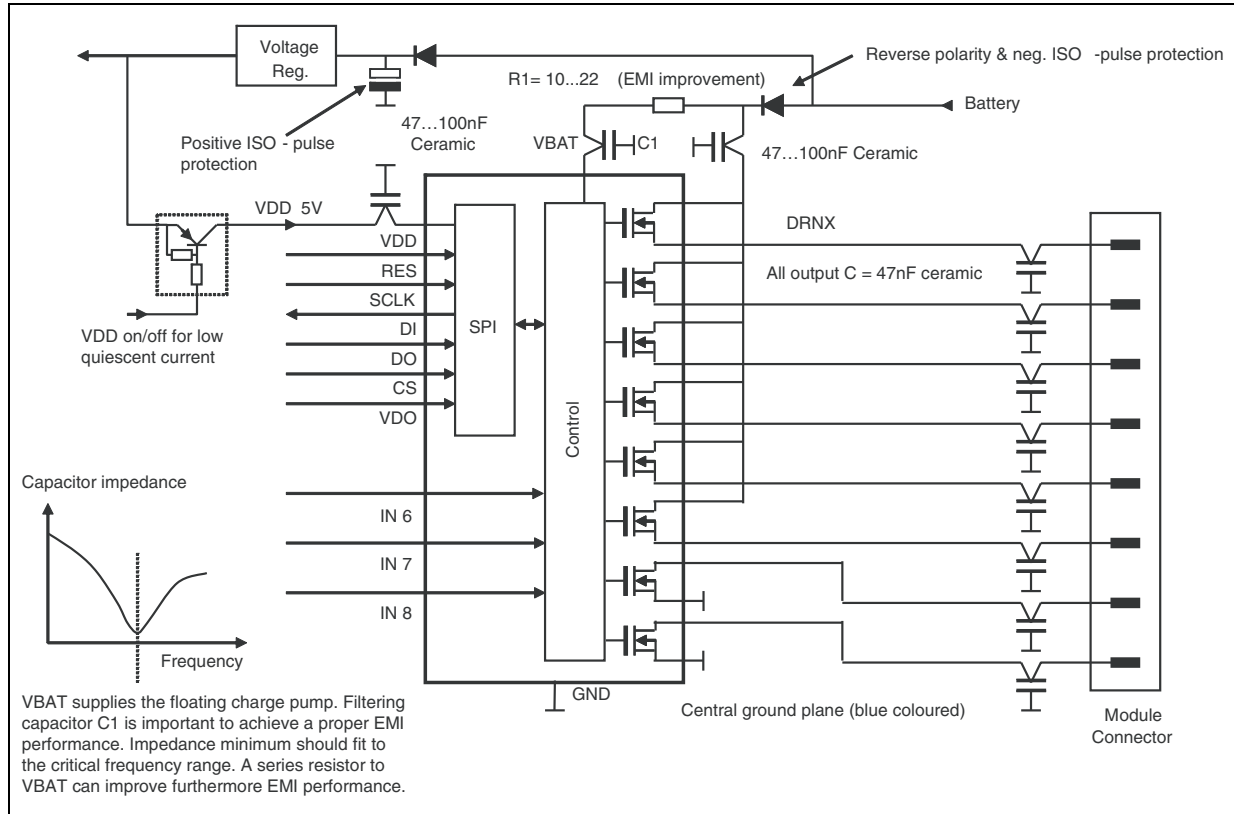 Voltage
Reg.
Reverse polarity & neg. ISO -pulse
protection
R1= 10...22 (EMI improvement)
Battery
Positive ISO - pulse
protection
47…100nF
Ceramic
VBAT
C1
47…100nF Ceramic
VDD 5V
DRNX
VDD
All output C = 47nF ceramic
RES
SCLK
SPI
DI
VDD on/off for low
quiescent current
DO
CS
VDO
Control
Capacitor impedance
IN 6
IN 7
IN 8
Frequency
GND
VBAT supplies the floating charge pump. Filtering
capacitor C1 is important to achieve a proper EMI
performance. Impedance minimum should fit to
the critical frequency range. A series resistor to
VBAT can improve furthermore EMI performance.
Central ground plane (blue coloured)
Module
Connector